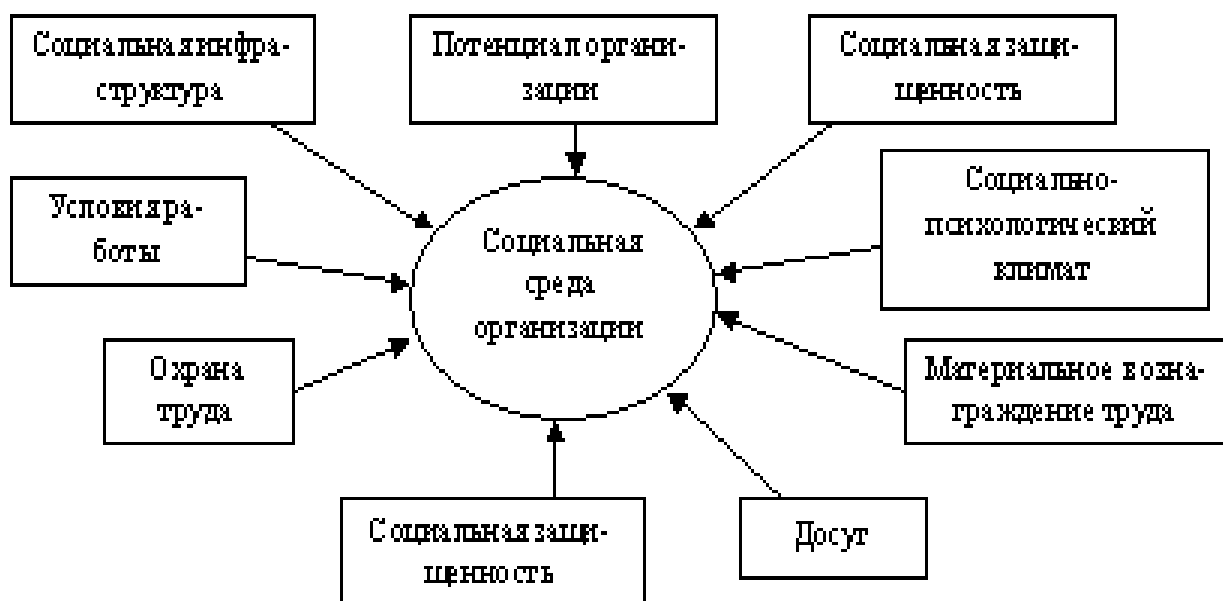 Социальная инфра-
структура
Потенциал органи-
зации
Социальная защи-
щенность
Условия ра-
боты
Социальная
среда
организации
Социально-
психологический
климат
Охрана
труда
Материальное возна-
граждение труда
Социальная защи-
щенность
Досуг